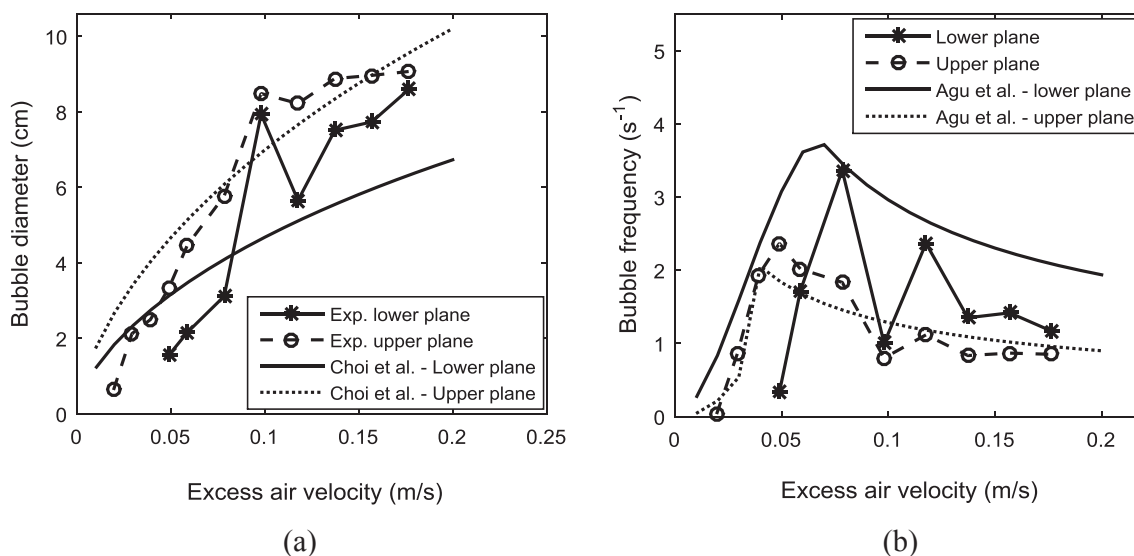 10
8
6
4
2
0
0
0.05
0.1
0.15
0.2
0.25
Bubble diameter (cm)
Excess air velocity (m/s)
Exp. lower plane
Exp. upper plane
Choi et al. - Lower plane
Choi et al. - Upper plane
(a)
5
4
3
2
1
0
0
0.05
0.1
0.15
0.2
Bubble frequency (s⁻¹)
Excess air velocity (m/s)
Lower plane
Upper plane
Agu et al. - lower plane
Agu et al. - upper plane
(b)